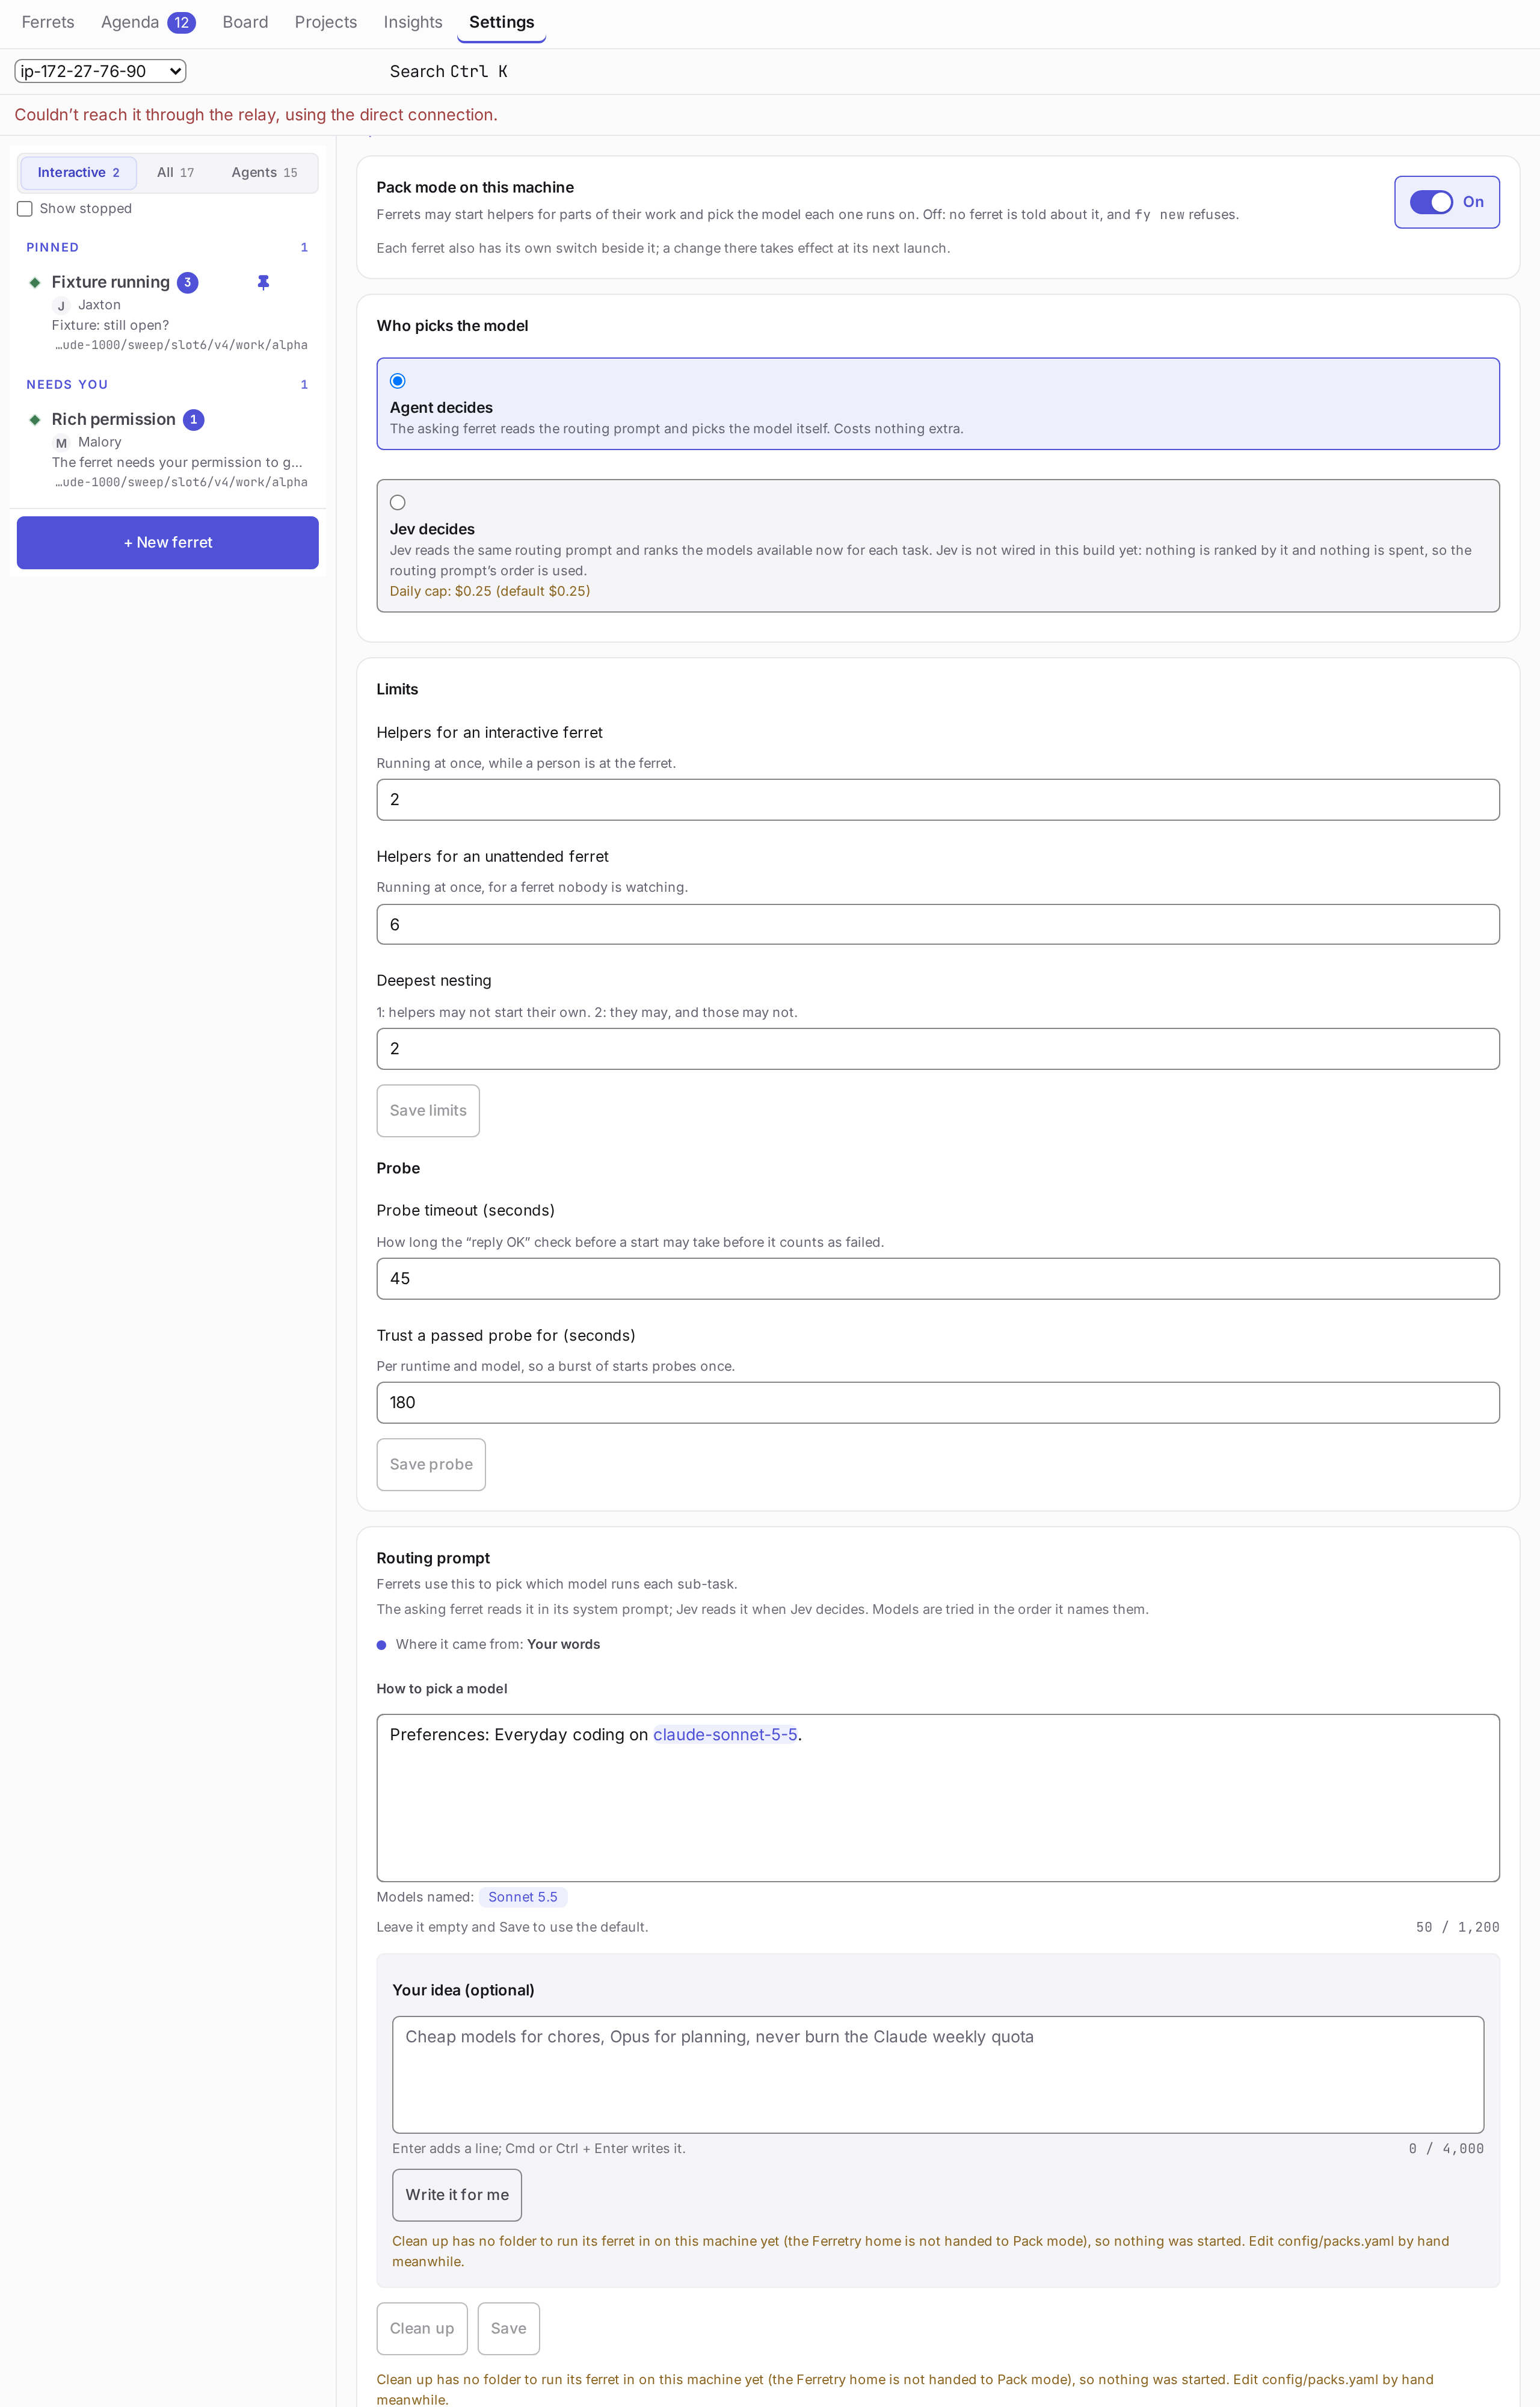 Ferrets Agenda 12 Board Projects Insights Settings
ip-172-27-76-90
Search Ctrl K
Couldn’t reach it through the relay, using the direct connection.
Interactive 2 All 17 Agents 15
Show stopped
PINNED 1
Fixture running 3
J Jaxton
Fixture: still open?
…ude-1000/sweep/slot6/v4/work/alpha
NEEDS YOU 1
Rich permission 1
M Malory
The ferret needs your permission to g…
…ude-1000/sweep/slot6/v4/work/alpha
+ New ferret
Pack mode on this machine
Ferrets may start helpers for parts of their work and pick the model each one runs on. Off: no ferret is told about it, and fy new refuses.
Each ferret also has its own switch beside it; a change there takes effect at its next launch.
On
Who picks the model
Agent decides
The asking ferret reads the routing prompt and picks the model itself. Costs nothing extra.
Jev decides
Jev reads the same routing prompt and ranks the models available now for each task. Jev is not wired in this build yet: nothing is ranked by it and nothing is spent, so the
routing prompt’s order is used.
Daily cap: $0.25 (default $0.25)
Limits
Helpers for an interactive ferret
Running at once, while a person is at the ferret.
2
Helpers for an unattended ferret
Running at once, for a ferret nobody is watching.
6
Deepest nesting
1: helpers may not start their own. 2: they may, and those may not.
2
Save limits
Probe
Probe timeout (seconds)
How long the “reply OK” check before a start may take before it counts as failed.
45
Trust a passed probe for (seconds)
Per runtime and model, so a burst of starts probes once.
180
Save probe
Routing prompt
Ferrets use this to pick which model runs each sub-task.
The asking ferret reads it in its system prompt; Jev reads it when Jev decides. Models are tried in the order it names them.
Where it came from: Your words
How to pick a model
Preferences: Everyday coding on claude-sonnet-5-5.
Models named: Sonnet 5.5
Leave it empty and Save to use the default. 50 / 1,200
Your idea (optional)
Cheap models for chores, Opus for planning, never burn the Claude weekly quota
Enter adds a line; Cmd or Ctrl + Enter writes it. 0 / 4,000
Write it for me
Clean up has no folder to run its ferret in on this machine yet (the Ferretry home is not handed to Pack mode), so nothing was started. Edit config/packs.yaml by hand
meanwhile.
Clean up Save
Clean up has no folder to run its ferret in on this machine yet (the Ferretry home is not handed to Pack mode), so nothing was started. Edit config/packs.yaml by hand
meanwhile.